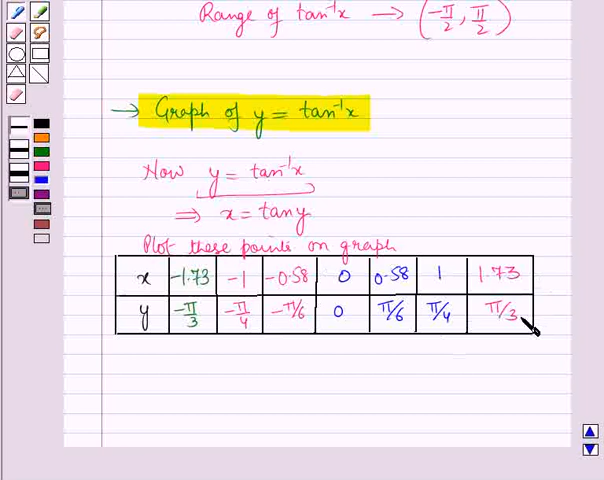 Range of tan⁻¹x → (-π/2, π/2)
→ Graph of y = tan⁻¹x
Now y = tan⁻¹x
⇒ x = tany
Plot these points on graph
x -1.73 -1 -0.58 0 0.58 1 1.73
y -π/3 -π/4 -π/6 0 π/6 π/4 π/3